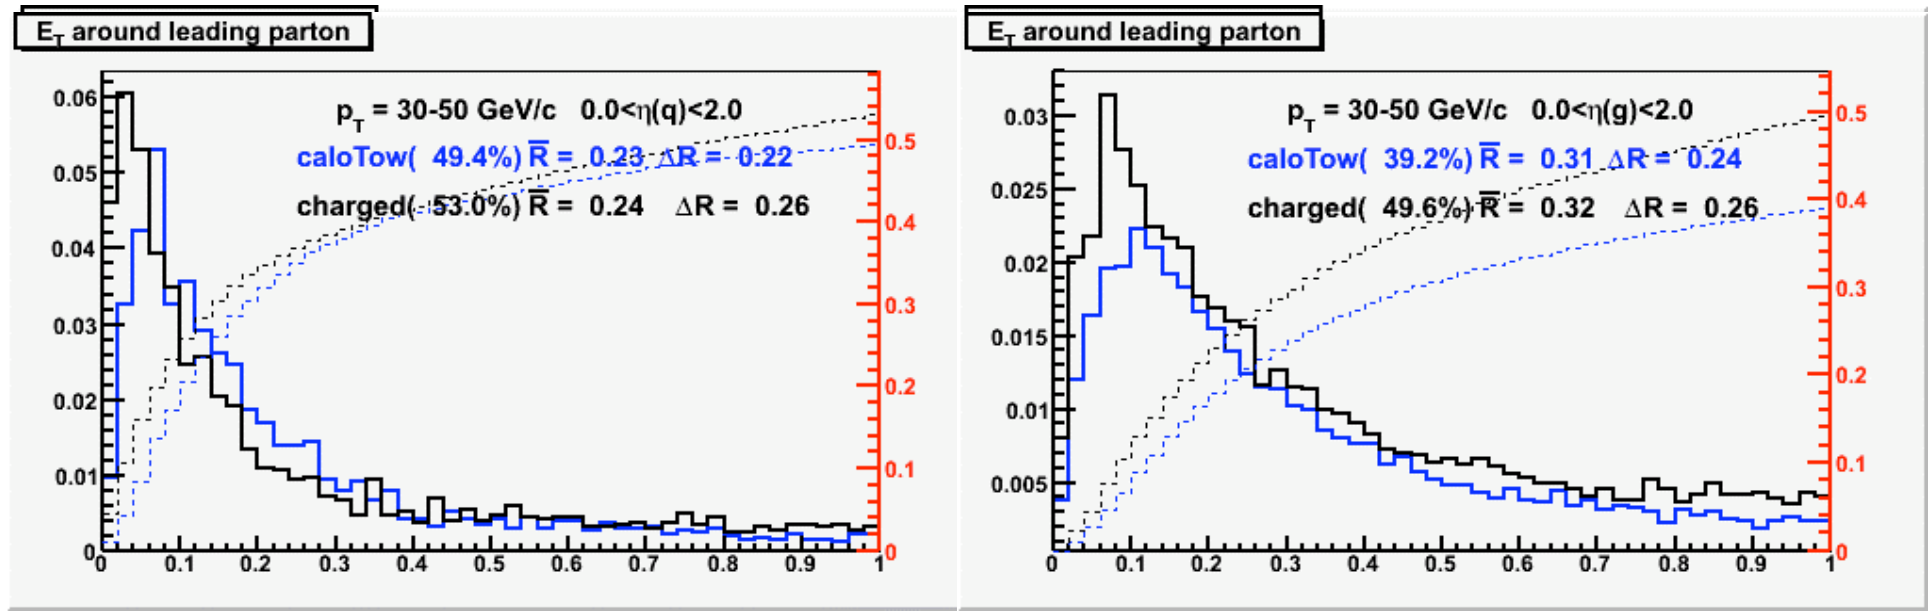 E_T around leading parton
p_T = 30-50 GeV/c 0.0<η(q)<2.0
caloTow( 49.4%) R̅ = 0.23 ΔR = 0.22
charged( 53.0%) R̅ = 0.24 ΔR = 0.26
0.06
0.05
0.04
0.03
0.02
0.01
0
0.5
0.4
0.3
0.2
0.1
0
0 0.1 0.2 0.3 0.4 0.5 0.6 0.7 0.8 0.9 1
E_T around leading parton
p_T = 30-50 GeV/c 0.0<η(g)<2.0
caloTow( 39.2%) R̅ = 0.31 ΔR = 0.24
charged( 49.6%) R̅ = 0.32 ΔR = 0.26
0.03
0.025
0.02
0.015
0.01
0.005
0.5
0.4
0.3
0.2
0.1
0
0 0.1 0.2 0.3 0.4 0.5 0.6 0.7 0.8 0.9 1